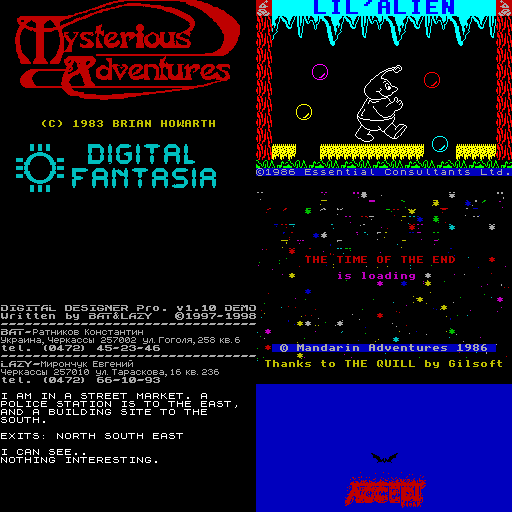 Mysterious
Adventures
(C) 1983 BRIAN HOWARTH
DIGITAL
FANTASIA
LIL'ALIEN
©1986 Essential Consultants Ltd.
THE TIME OF THE END
is loading
© Mandarin Adventures 1986
Thanks to THE QUILL by Gilsoft
DIGITAL DESIGNER Pro. v1.10 DEMO
Written by BAT&LAZY ©1997-1998
BAT-Ратников Константин
Украина, Черкассы 257002 ул.Гоголя,258 кв.6
tel. (0472) 45-23-46
LAZY-Мирончук Евгений
Черкассы 257010 ул.Тараскова,16 кв.236
tel. (0472) 66-10-93
I AM IN A STREET MARKET. A
POLICE STATION IS TO THE EAST,
AND A BUILDING SITE TO THE
SOUTH.
EXITS: NORTH SOUTH EAST
I CAN SEE..
NOTHING INTERESTING.